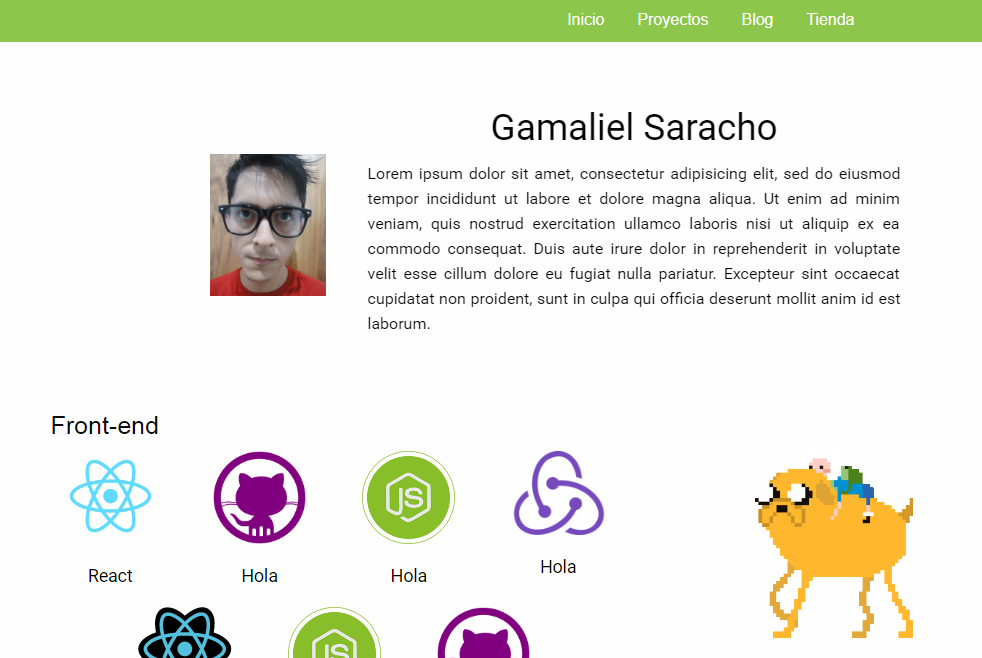 Inicio Proyectos Blog Tienda
Gamaliel Saracho
Lorem ipsum dolor sit amet, consectetur adipisicing elit, sed do eiusmod
tempor incididunt ut labore et dolore magna aliqua. Ut enim ad minim
veniam, quis nostrud exercitation ullamco laboris nisi ut aliquip ex ea
commodo consequat. Duis aute irure dolor in reprehenderit in voluptate
velit esse cillum dolore eu fugiat nulla pariatur. Excepteur sint occaecat
cupidatat non proident, sunt in culpa qui officia deserunt mollit anim id est
laborum.
Front-end
JS
React Hola Hola Hola
JS